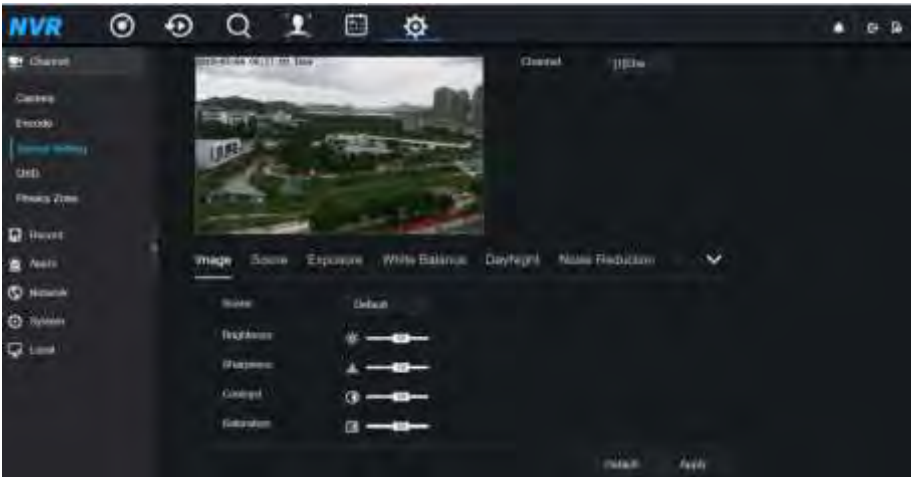 NVR
Channel
Channel
Camera
Encode
Sensor Setting
OSD
Privacy Zone
Record
Alarm
Network
System
Local
Image Scene Exposure White Balance Day/Night Noise Reduction
Scene Default
Brightness
Sharpness
Contrast
Saturation
Default Apply